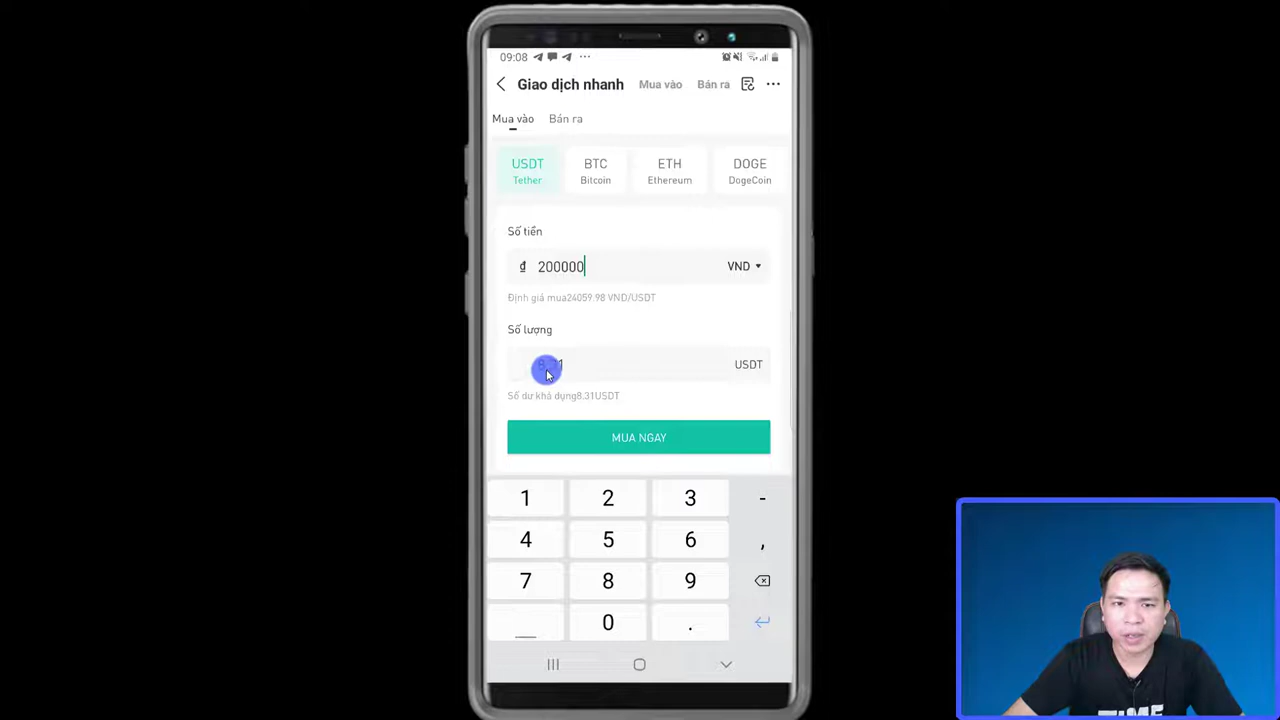 09:08
Giao dịch nhanh Mua vào Bán ra
Mua vào Bán ra
USDT BTC ETH DOGE
Tether Bitcoin Ethereum DogeCoin
Số tiền
₫ 200000 VND
Định giá mua24059.98 VND/USDT
Số lượng
USDT
Số dư khả dụng8.31USDT
MUA NGAY
1 2 3 -
4 5 6 ,
7 8 9
0 .
TIME